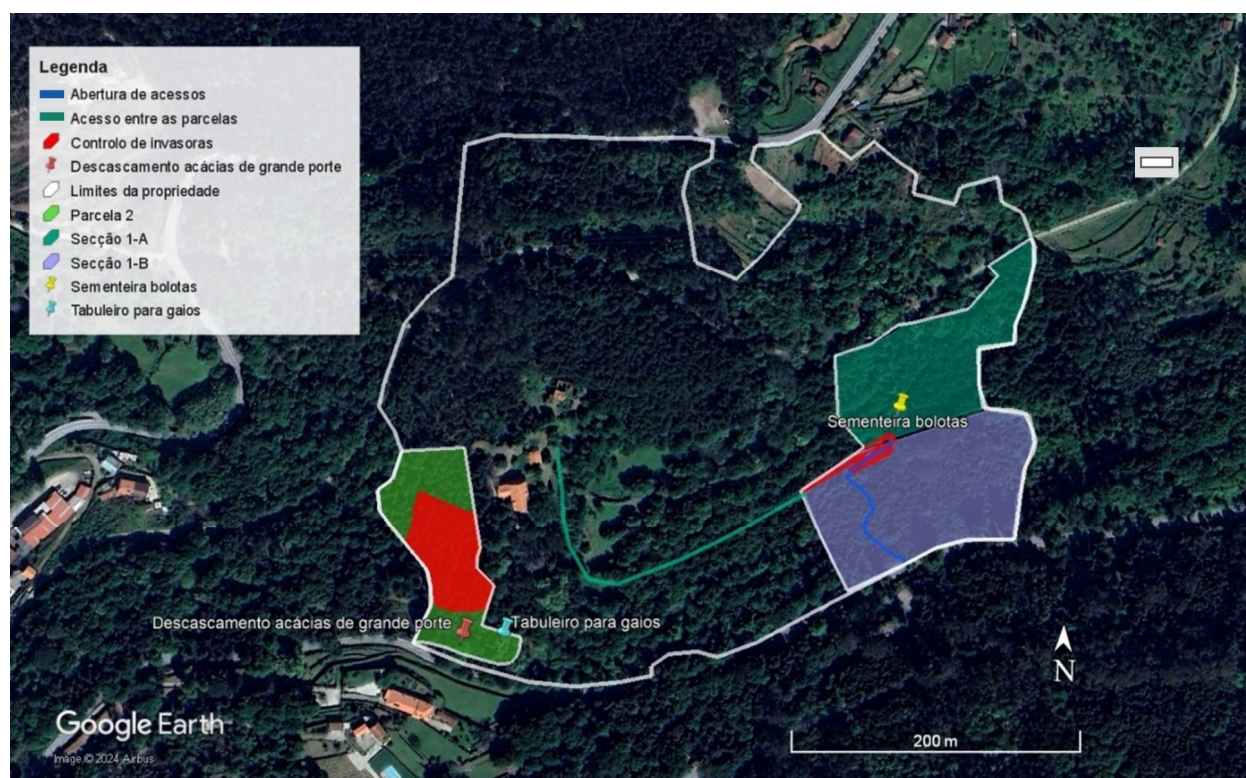 Legenda
Abertura de acessos
Acesso entre as parcelas
Controlo de invasoras
Descascamento acácias de grande porte
Limites da propriedade
Parcela 2
Secção 1-A
Secção 1-B
Sementeira bolotas
Tabuleiro para gaios
Sementeira bolotas
Descascamento acácias de grande porte
Tabuleiro para gaios
N
Google Earth
Image © 2024 Airbus
200 m